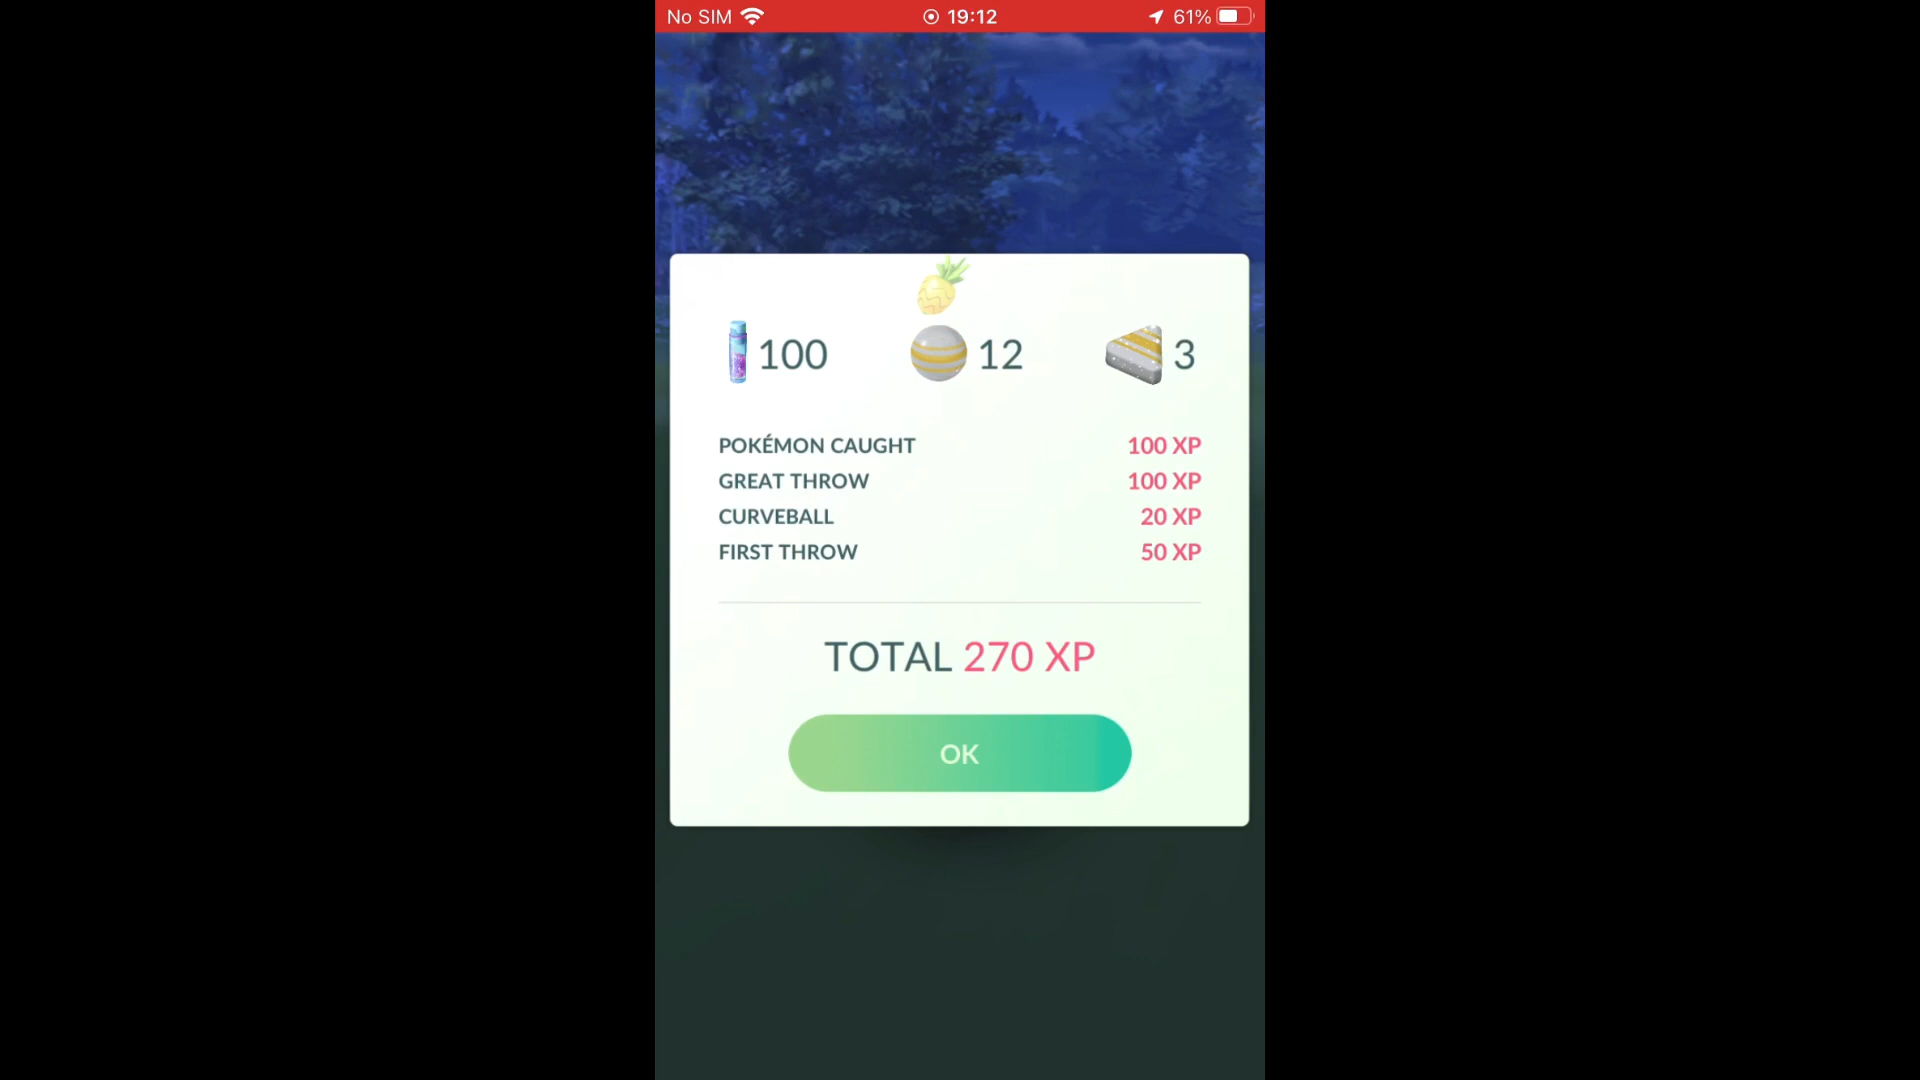 No SIM 19:12 61%
100 12 3
POKÉMON CAUGHT 100 XP
GREAT THROW 100 XP
CURVEBALL 20 XP
FIRST THROW 50 XP
TOTAL 270 XP
OK